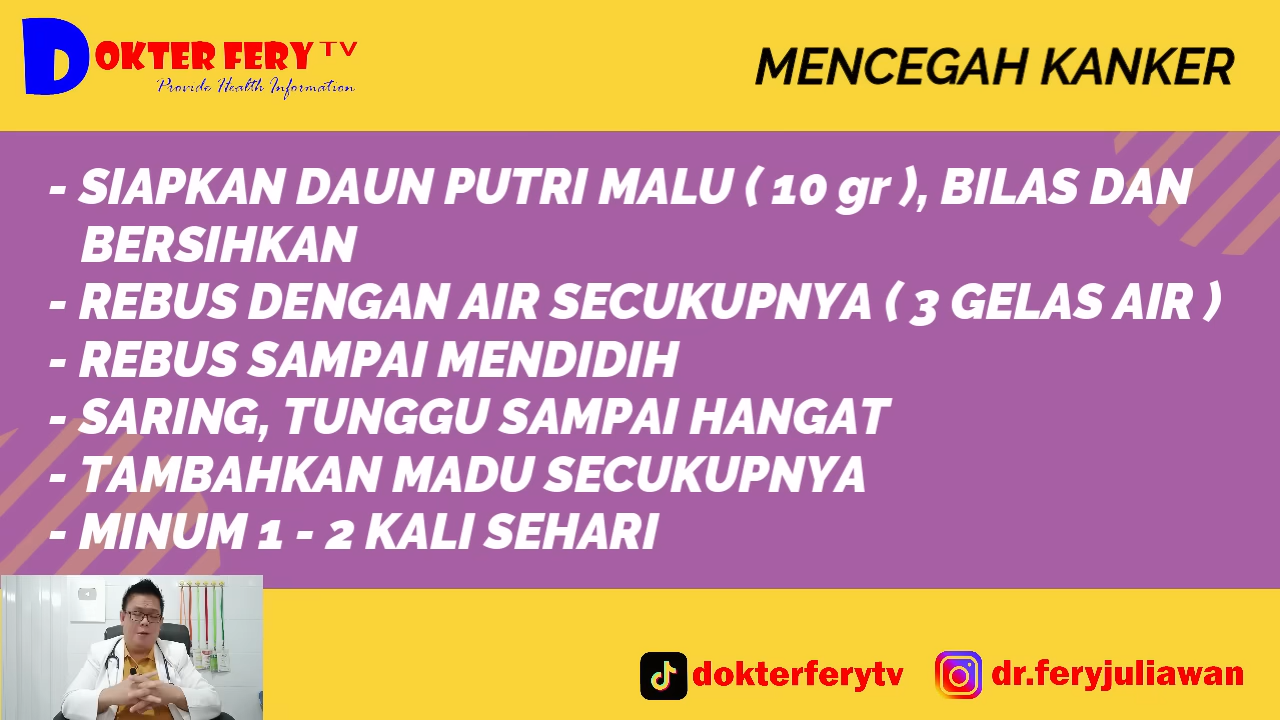 DOKTER FERY TV
Provide Health Information
MENCEGAH KANKER
- SIAPKAN DAUN PUTRI MALU ( 10 gr ), BILAS DAN
BERSIHKAN
- REBUS DENGAN AIR SECUKUPNYA ( 3 GELAS AIR )
- REBUS SAMPAI MENDIDIH
- SARING, TUNGGU SAMPAI HANGAT
- TAMBAHKAN MADU SECUKUPNYA
- MINUM 1 - 2 KALI SEHARI
dokterferytv
dr.feryjuliawan